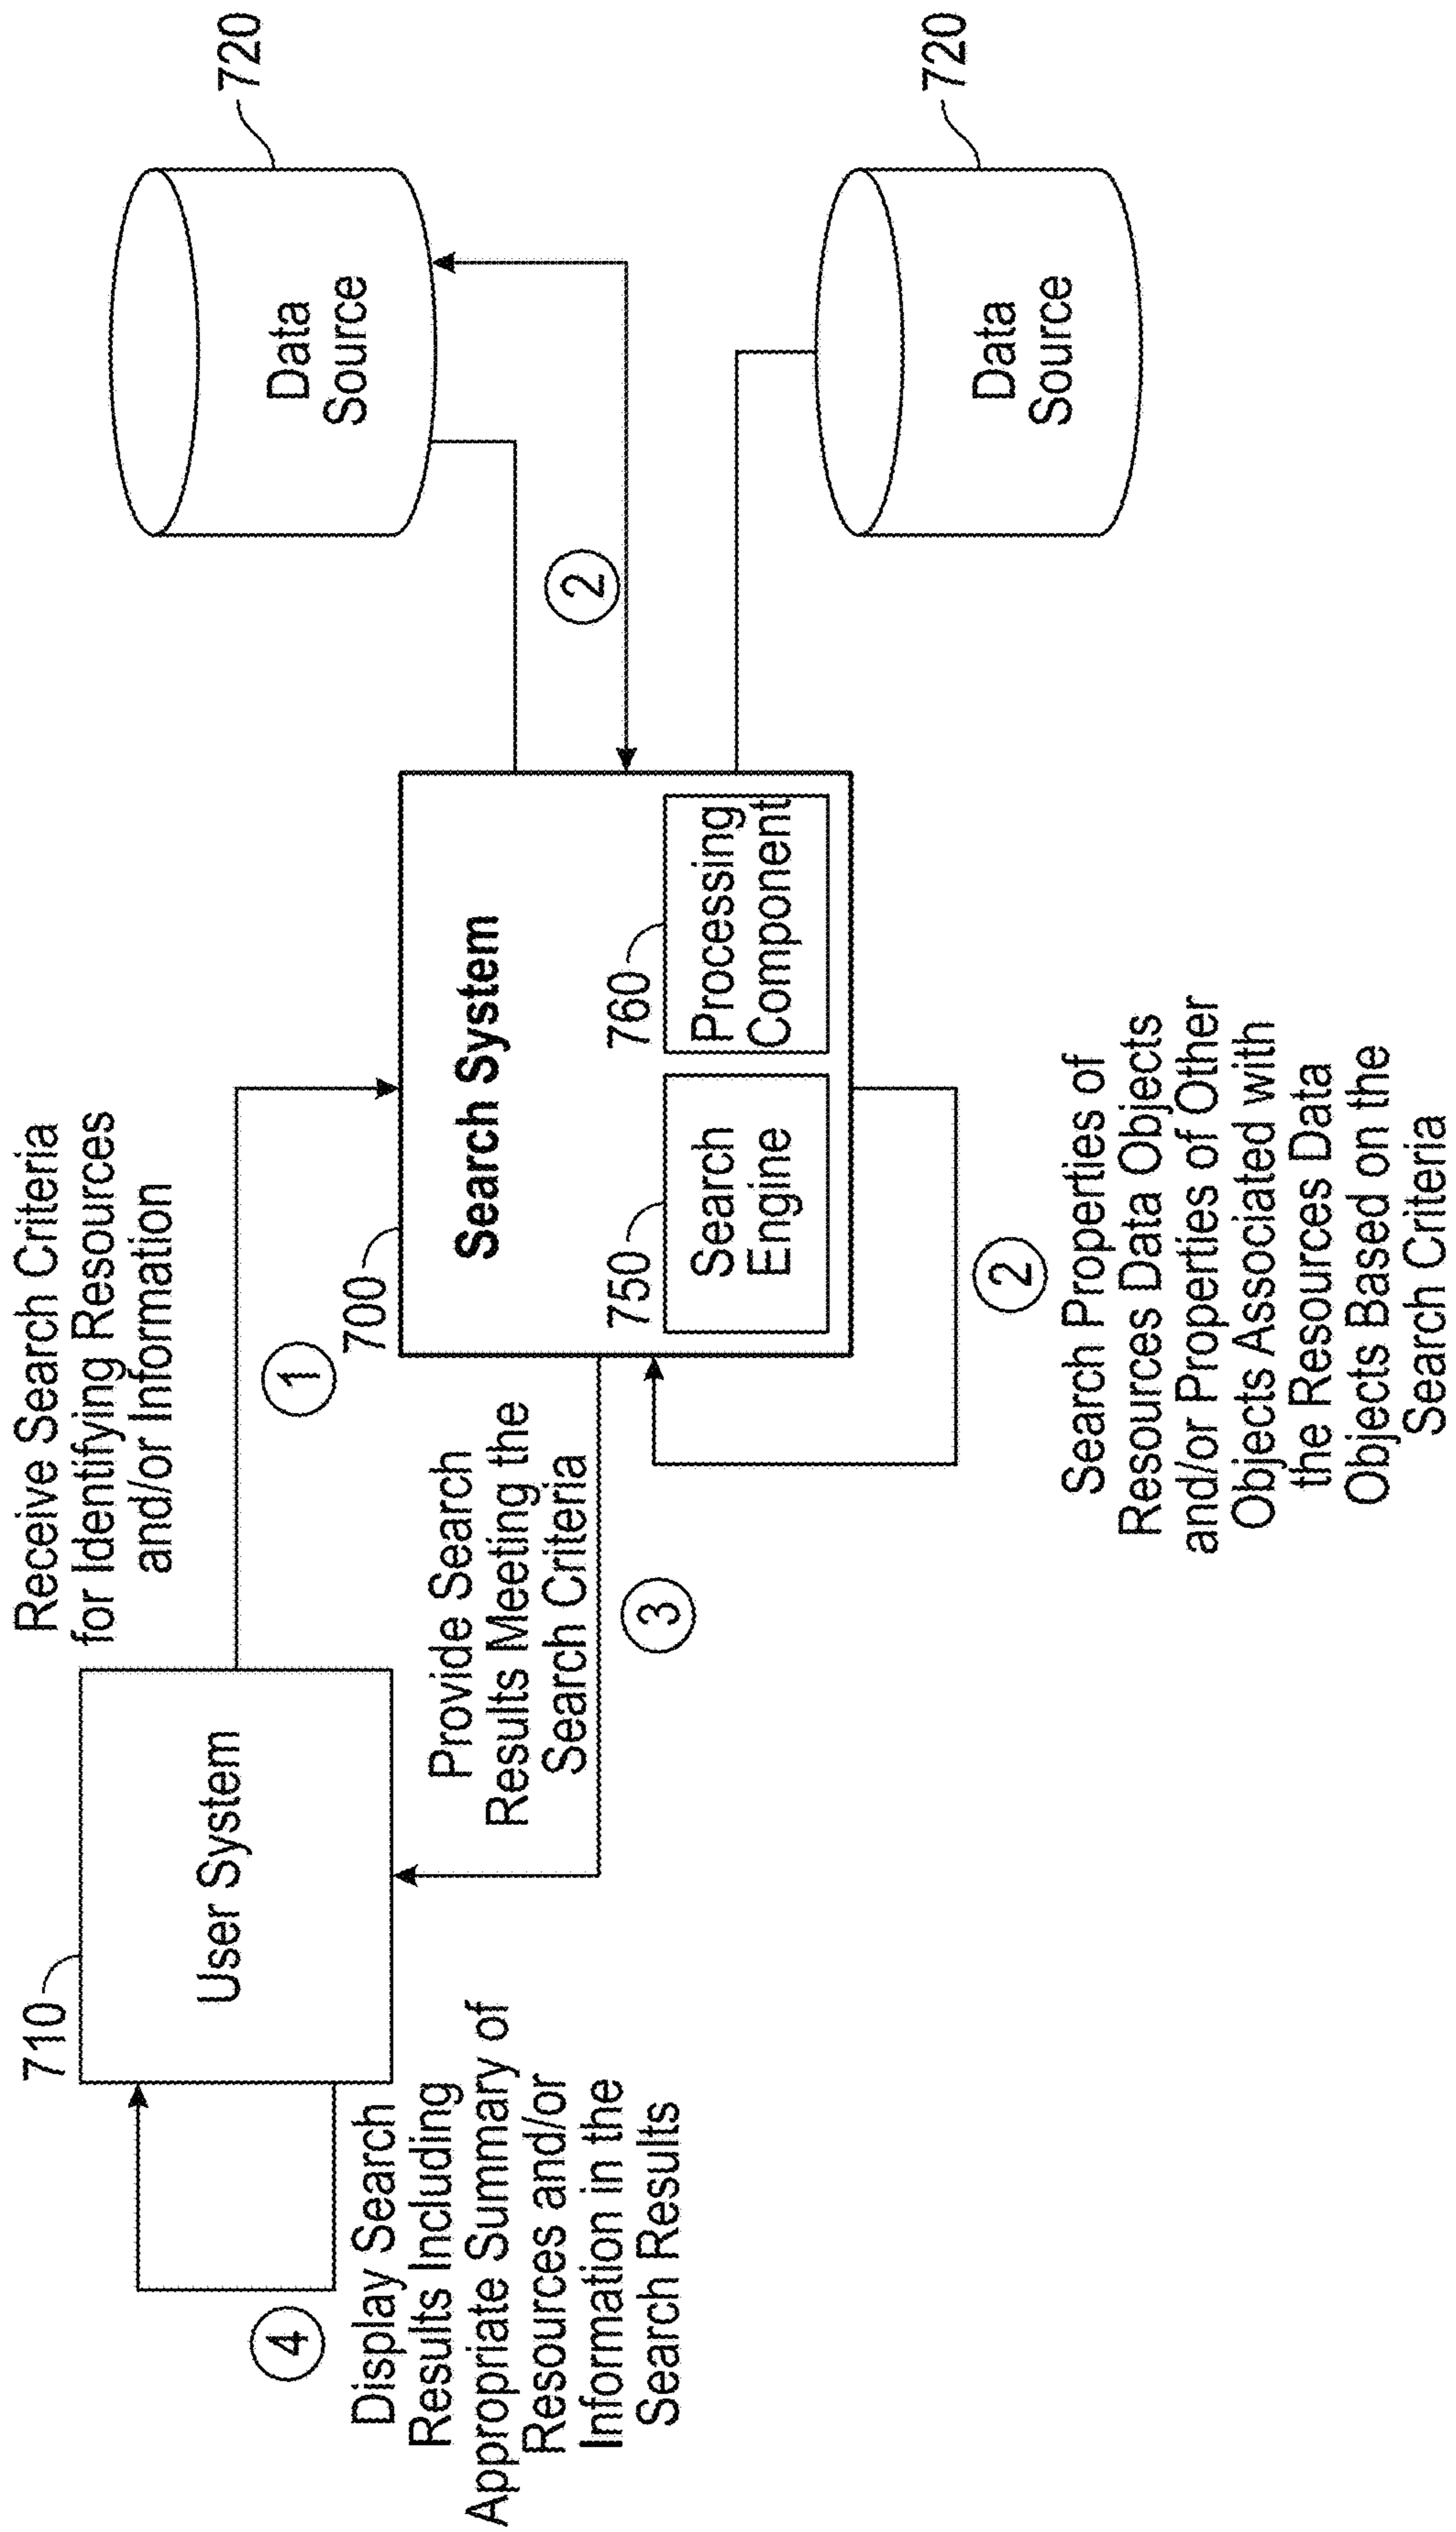 710
User System
4
Display Search
Results Including
Appropriate Summary of
Resources and/or
Information in the
Search Results
Receive Search Criteria
for Identifying Resources
and/or Information
1
Provide Search
Results Meeting the
Search Criteria
3
700
Search System
750
Search
Engine
760
Processing
Component
2
Search Properties of
Resources Data Objects
and/or Properties of Other
Objects Associated with
the Resources Data
Objects Based on the
Search Criteria
2
Data
Source
720
Data
Source
720